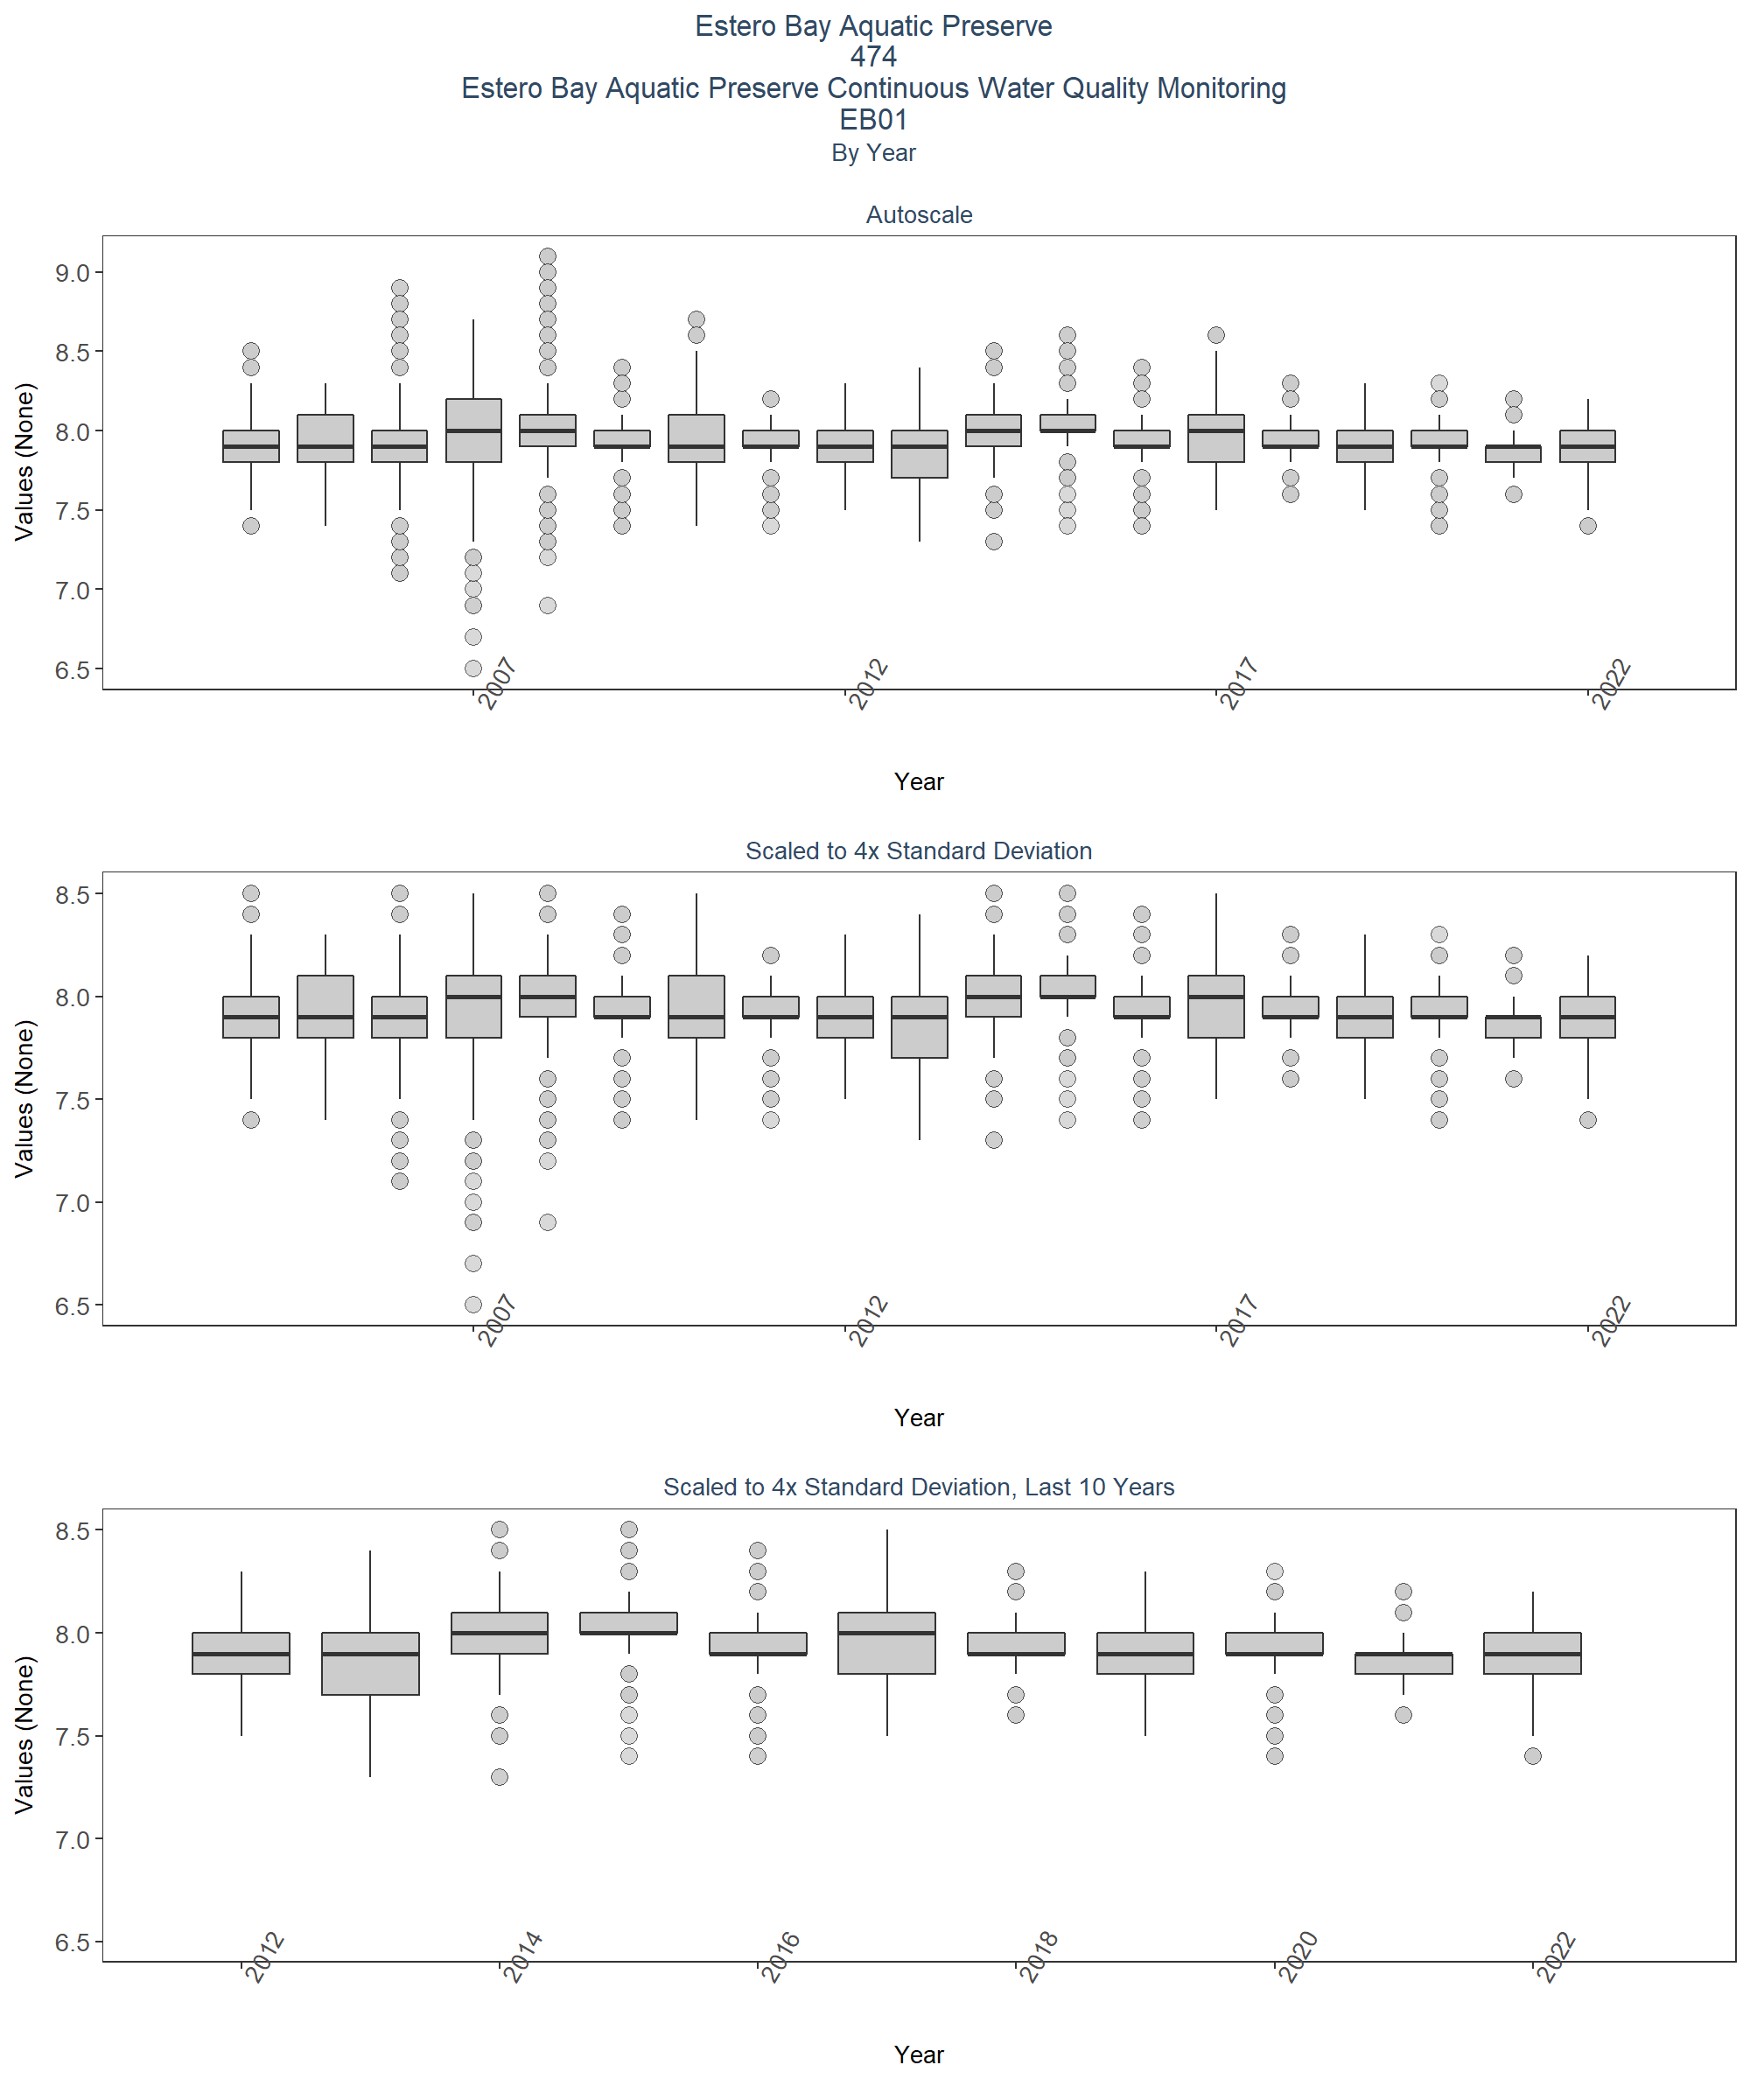 Estero Bay Aquatic Preserve
474
Estero Bay Aquatic Preserve Continuous Water Quality Monitoring
EB01
By Year
Autoscale
Values (None)
9.0
8.5
8.0
7.5
7.0
6.5
2007
2012
2017
2022
Year
Scaled to 4x Standard Deviation
Values (None)
8.5
8.0
7.5
7.0
6.5
2007
2012
2017
2022
Year
Scaled to 4x Standard Deviation, Last 10 Years
Values (None)
8.5
8.0
7.5
7.0
6.5
2012
2014
2016
2018
2020
2022
Year